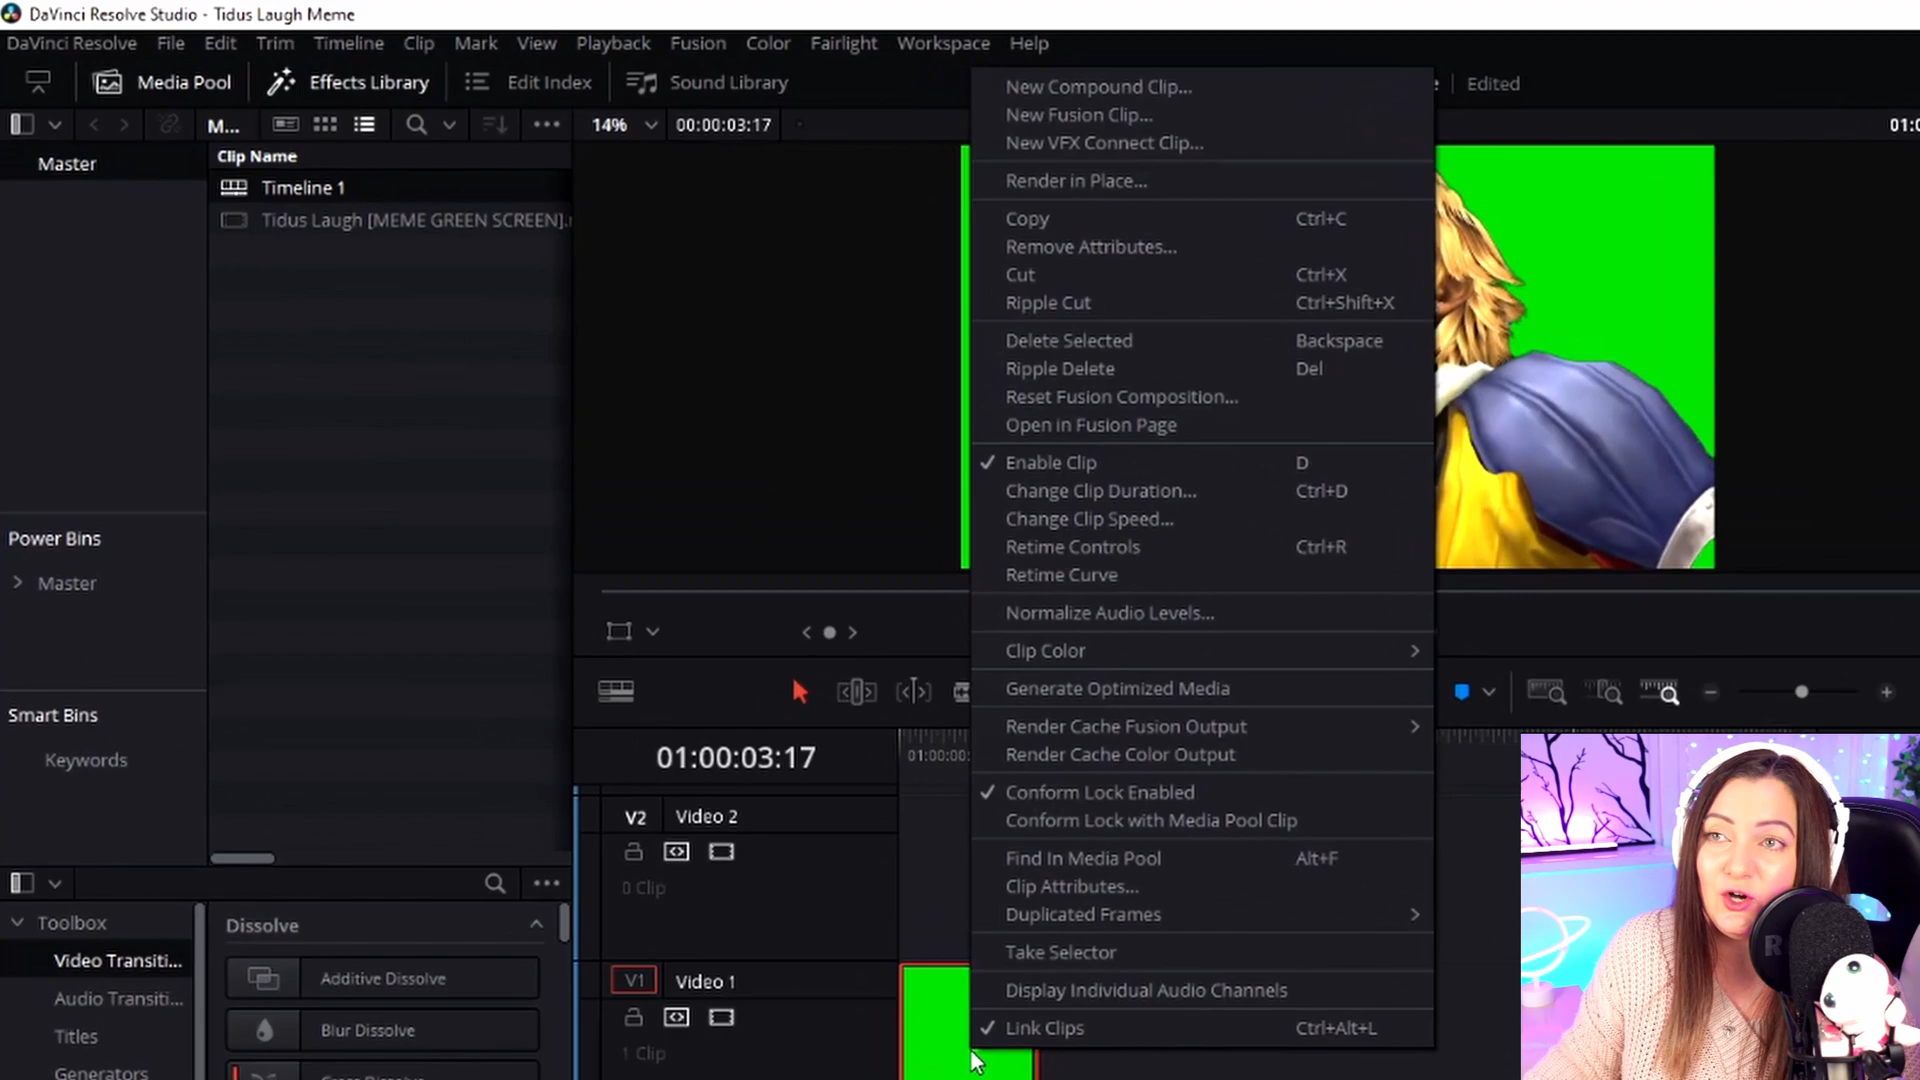 DaVinci Resolve Studio - Tidus Laugh Meme
DaVinci Resolve File Edit Trim Timeline Clip Mark View Playback Fusion Color Fairlight Workspace Help
Media Pool Effects Library Edit Index Sound Library Edited
M... 14% 00:00:03:17
Master
Clip Name
Timeline 1
Tidus Laugh [MEME GREEN SCREEN].
Power Bins
Master
Smart Bins
Keywords
New Compound Clip...
New Fusion Clip...
New VFX Connect Clip...
Render in Place...
Copy Ctrl+C
Remove Attributes...
Cut Ctrl+X
Ripple Cut Ctrl+Shift+X
Delete Selected Backspace
Ripple Delete Del
Reset Fusion Composition...
Open in Fusion Page
Enable Clip D
Change Clip Duration... Ctrl+D
Change Clip Speed...
Retime Controls Ctrl+R
Retime Curve
Normalize Audio Levels...
Clip Color
Generate Optimized Media
Render Cache Fusion Output
Render Cache Color Output
Conform Lock Enabled
Conform Lock with Media Pool Clip
Find In Media Pool Alt+F
Clip Attributes...
Duplicated Frames
Take Selector
Display Individual Audio Channels
Link Clips Ctrl+Alt+L
01:00:03:17
01:00:00:
V2 Video 2
0 Clip
V1 Video 1
1 Clip
Toolbox
Video Transiti...
Audio Transiti...
Titles
Generators
Dissolve
Additive Dissolve
Blur Dissolve